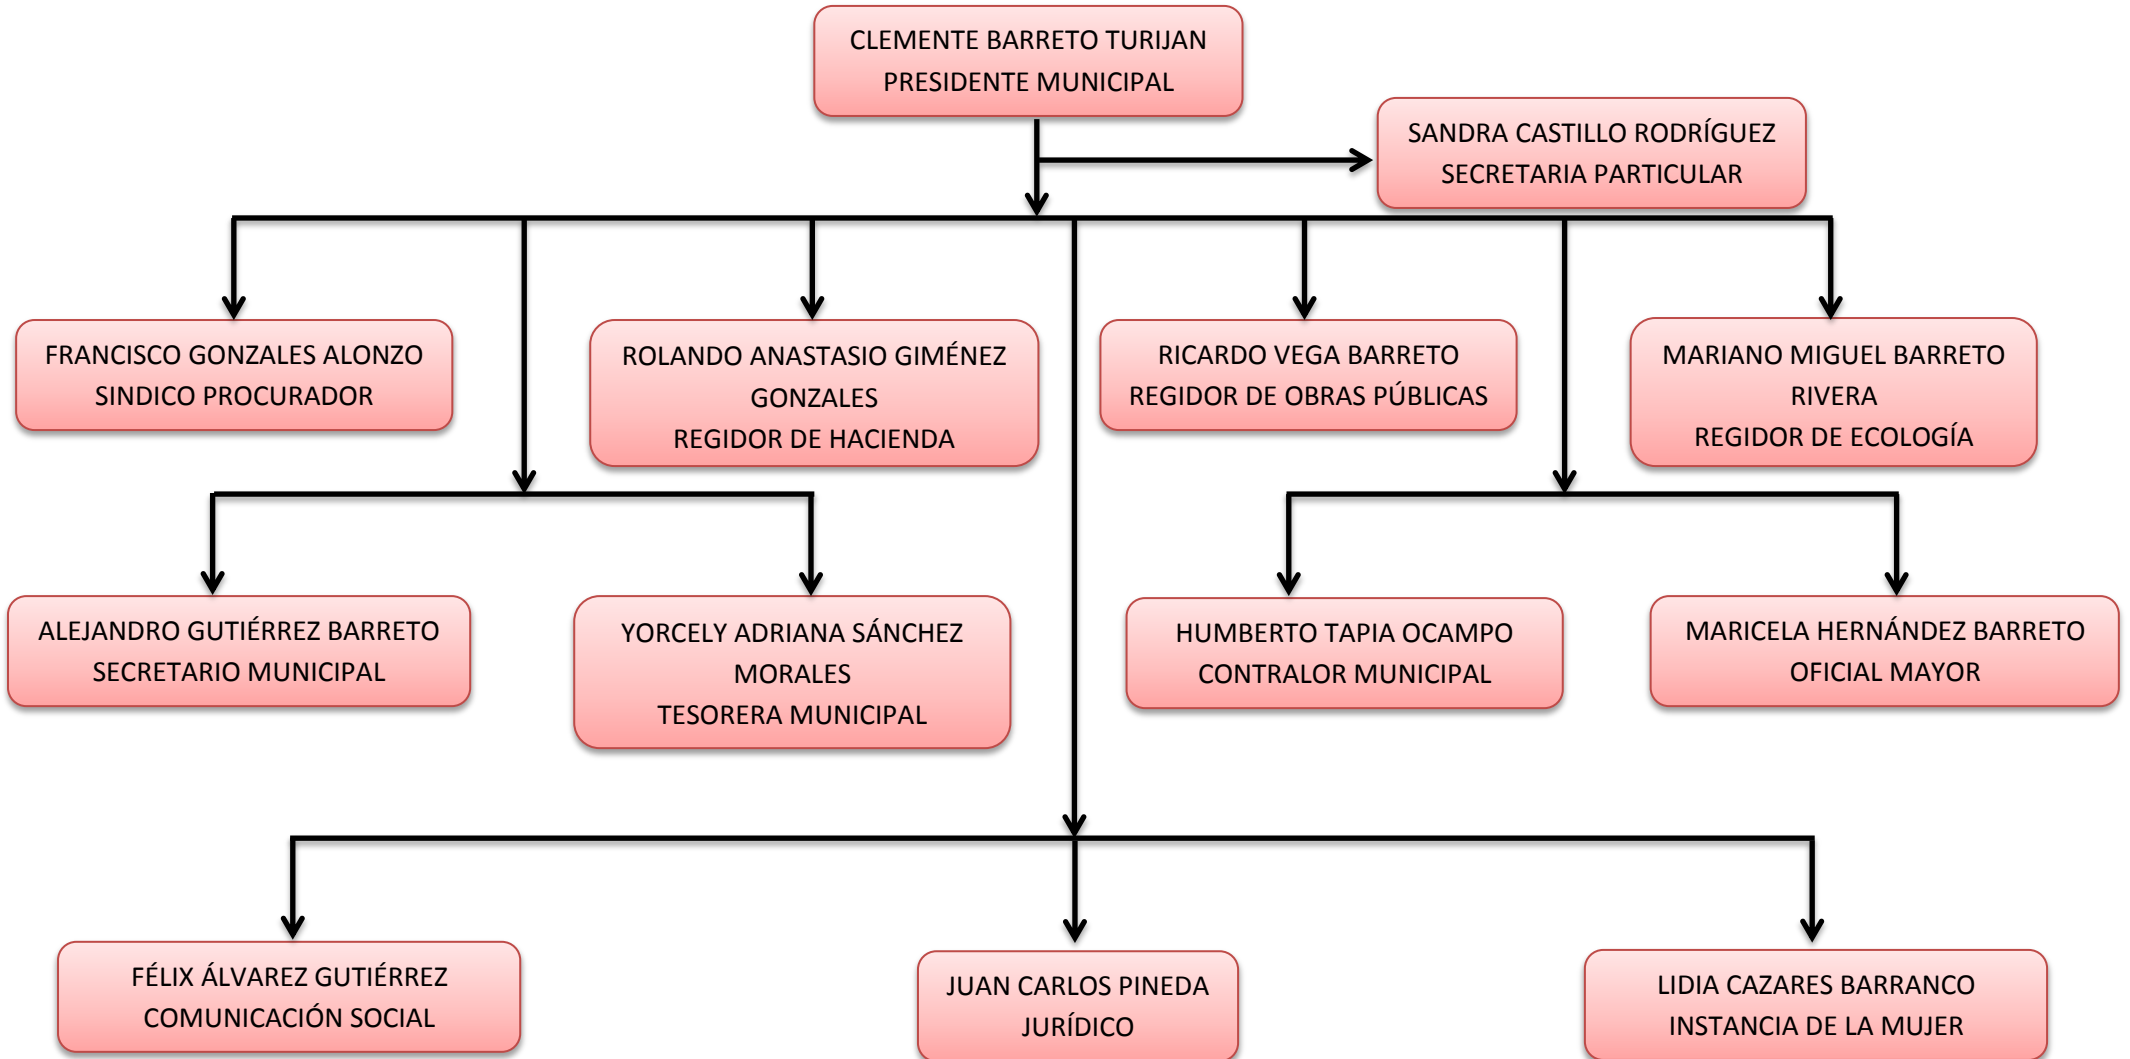 CLEMENTE BARRETO TURIJAN
PRESIDENTE MUNICIPAL
SANDRA CASTILLO RODRÍGUEZ
SECRETARIA PARTICULAR
FRANCISCO GONZALES ALONZO
SINDICO PROCURADOR
ROLANDO ANASTASIO GIMÉNEZ
GONZALES
REGIDOR DE HACIENDA
RICARDO VEGA BARRETO
REGIDOR DE OBRAS PÚBLICAS
MARIANO MIGUEL BARRETO
RIVERA
REGIDOR DE ECOLOGÍA
ALEJANDRO GUTIÉRREZ BARRETO
SECRETARIO MUNICIPAL
YORCELY ADRIANA SÁNCHEZ
MORALES
TESORERA MUNICIPAL
HUMBERTO TAPIA OCAMPO
CONTRALOR MUNICIPAL
MARICELA HERNÁNDEZ BARRETO
OFICIAL MAYOR
FÉLIX ÁLVAREZ GUTIÉRREZ
COMUNICACIÓN SOCIAL
JUAN CARLOS PINEDA
JURÍDICO
LIDIA CAZARES BARRANCO
INSTANCIA DE LA MUJER